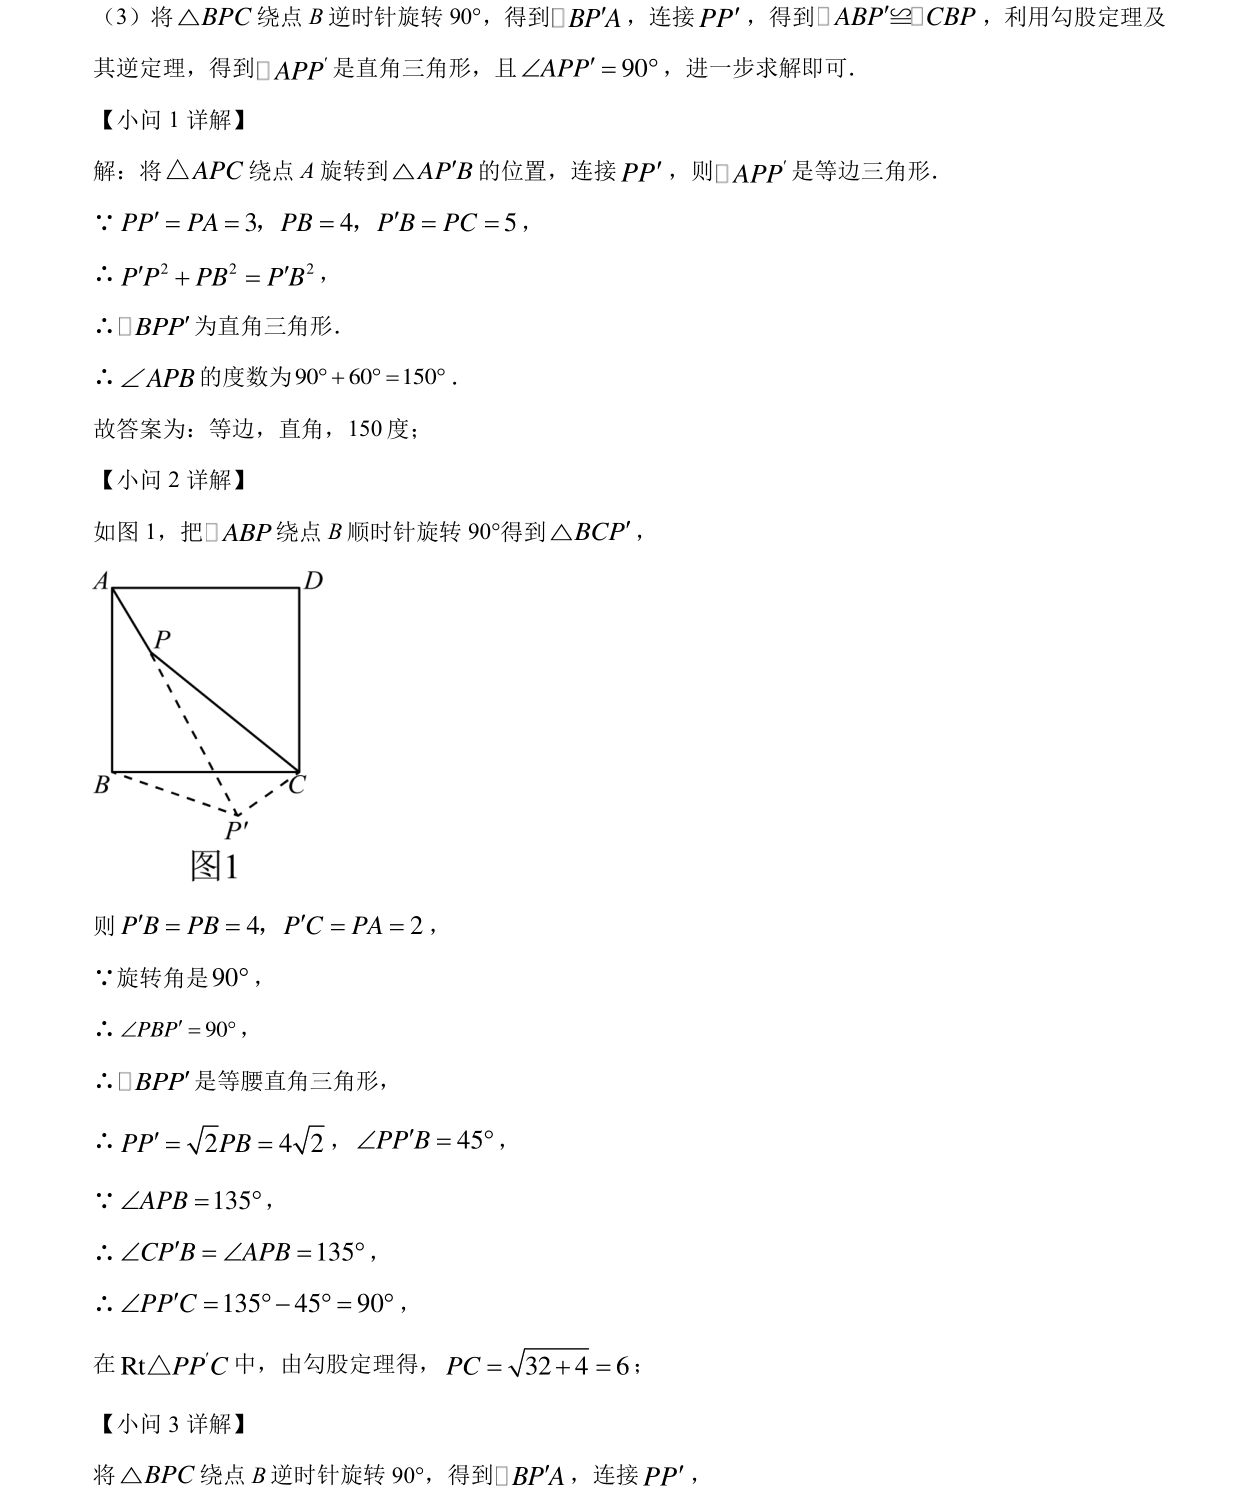 （3）将△BPC绕点B逆时针旋转90°，得到□BP′A，连接PP′，得到□ABP′≌□CBP，利用勾股定理及
其逆定理，得到□APP′是直角三角形，且∠APP′=90°，进一步求解即可．
【小问1详解】
解：将△APC绕点A旋转到△AP′B的位置，连接PP′，则□APP′是等边三角形．
∵PP′=PA=3，PB=4，P′B=PC=5，
∴P′P²+PB²=P′B²，
∴□BPP′为直角三角形．
∴∠APB的度数为90°+60°=150°．
故答案为：等边，直角，150度；
【小问2详解】
如图1，把□ABP绕点B顺时针旋转90°得到△BCP′，
A D
P
B C
P′
图1
则P′B=PB=4，P′C=PA=2，
∵旋转角是90°，
∴∠PBP′=90°，
∴□BPP′是等腰直角三角形，
∴PP′=√2PB=4√2，∠PP′B=45°，
∵∠APB=135°，
∴∠CP′B=∠APB=135°，
∴∠PP′C=135°−45°=90°，
在Rt△PP′C中，由勾股定理得，PC=√(32+4)=6；
【小问3详解】
将△BPC绕点B逆时针旋转90°，得到□BP′A，连接PP′，